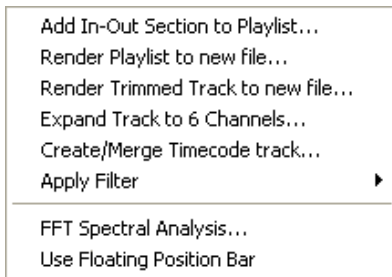 Add In-Out Section to Playlist...
Render Playlist to new file...
Render Trimmed Track to new file...
Expand Track to 6 Channels...
Create/Merge Timecode track...
Apply Filter
FFT Spectral Analysis...
Use Floating Position Bar